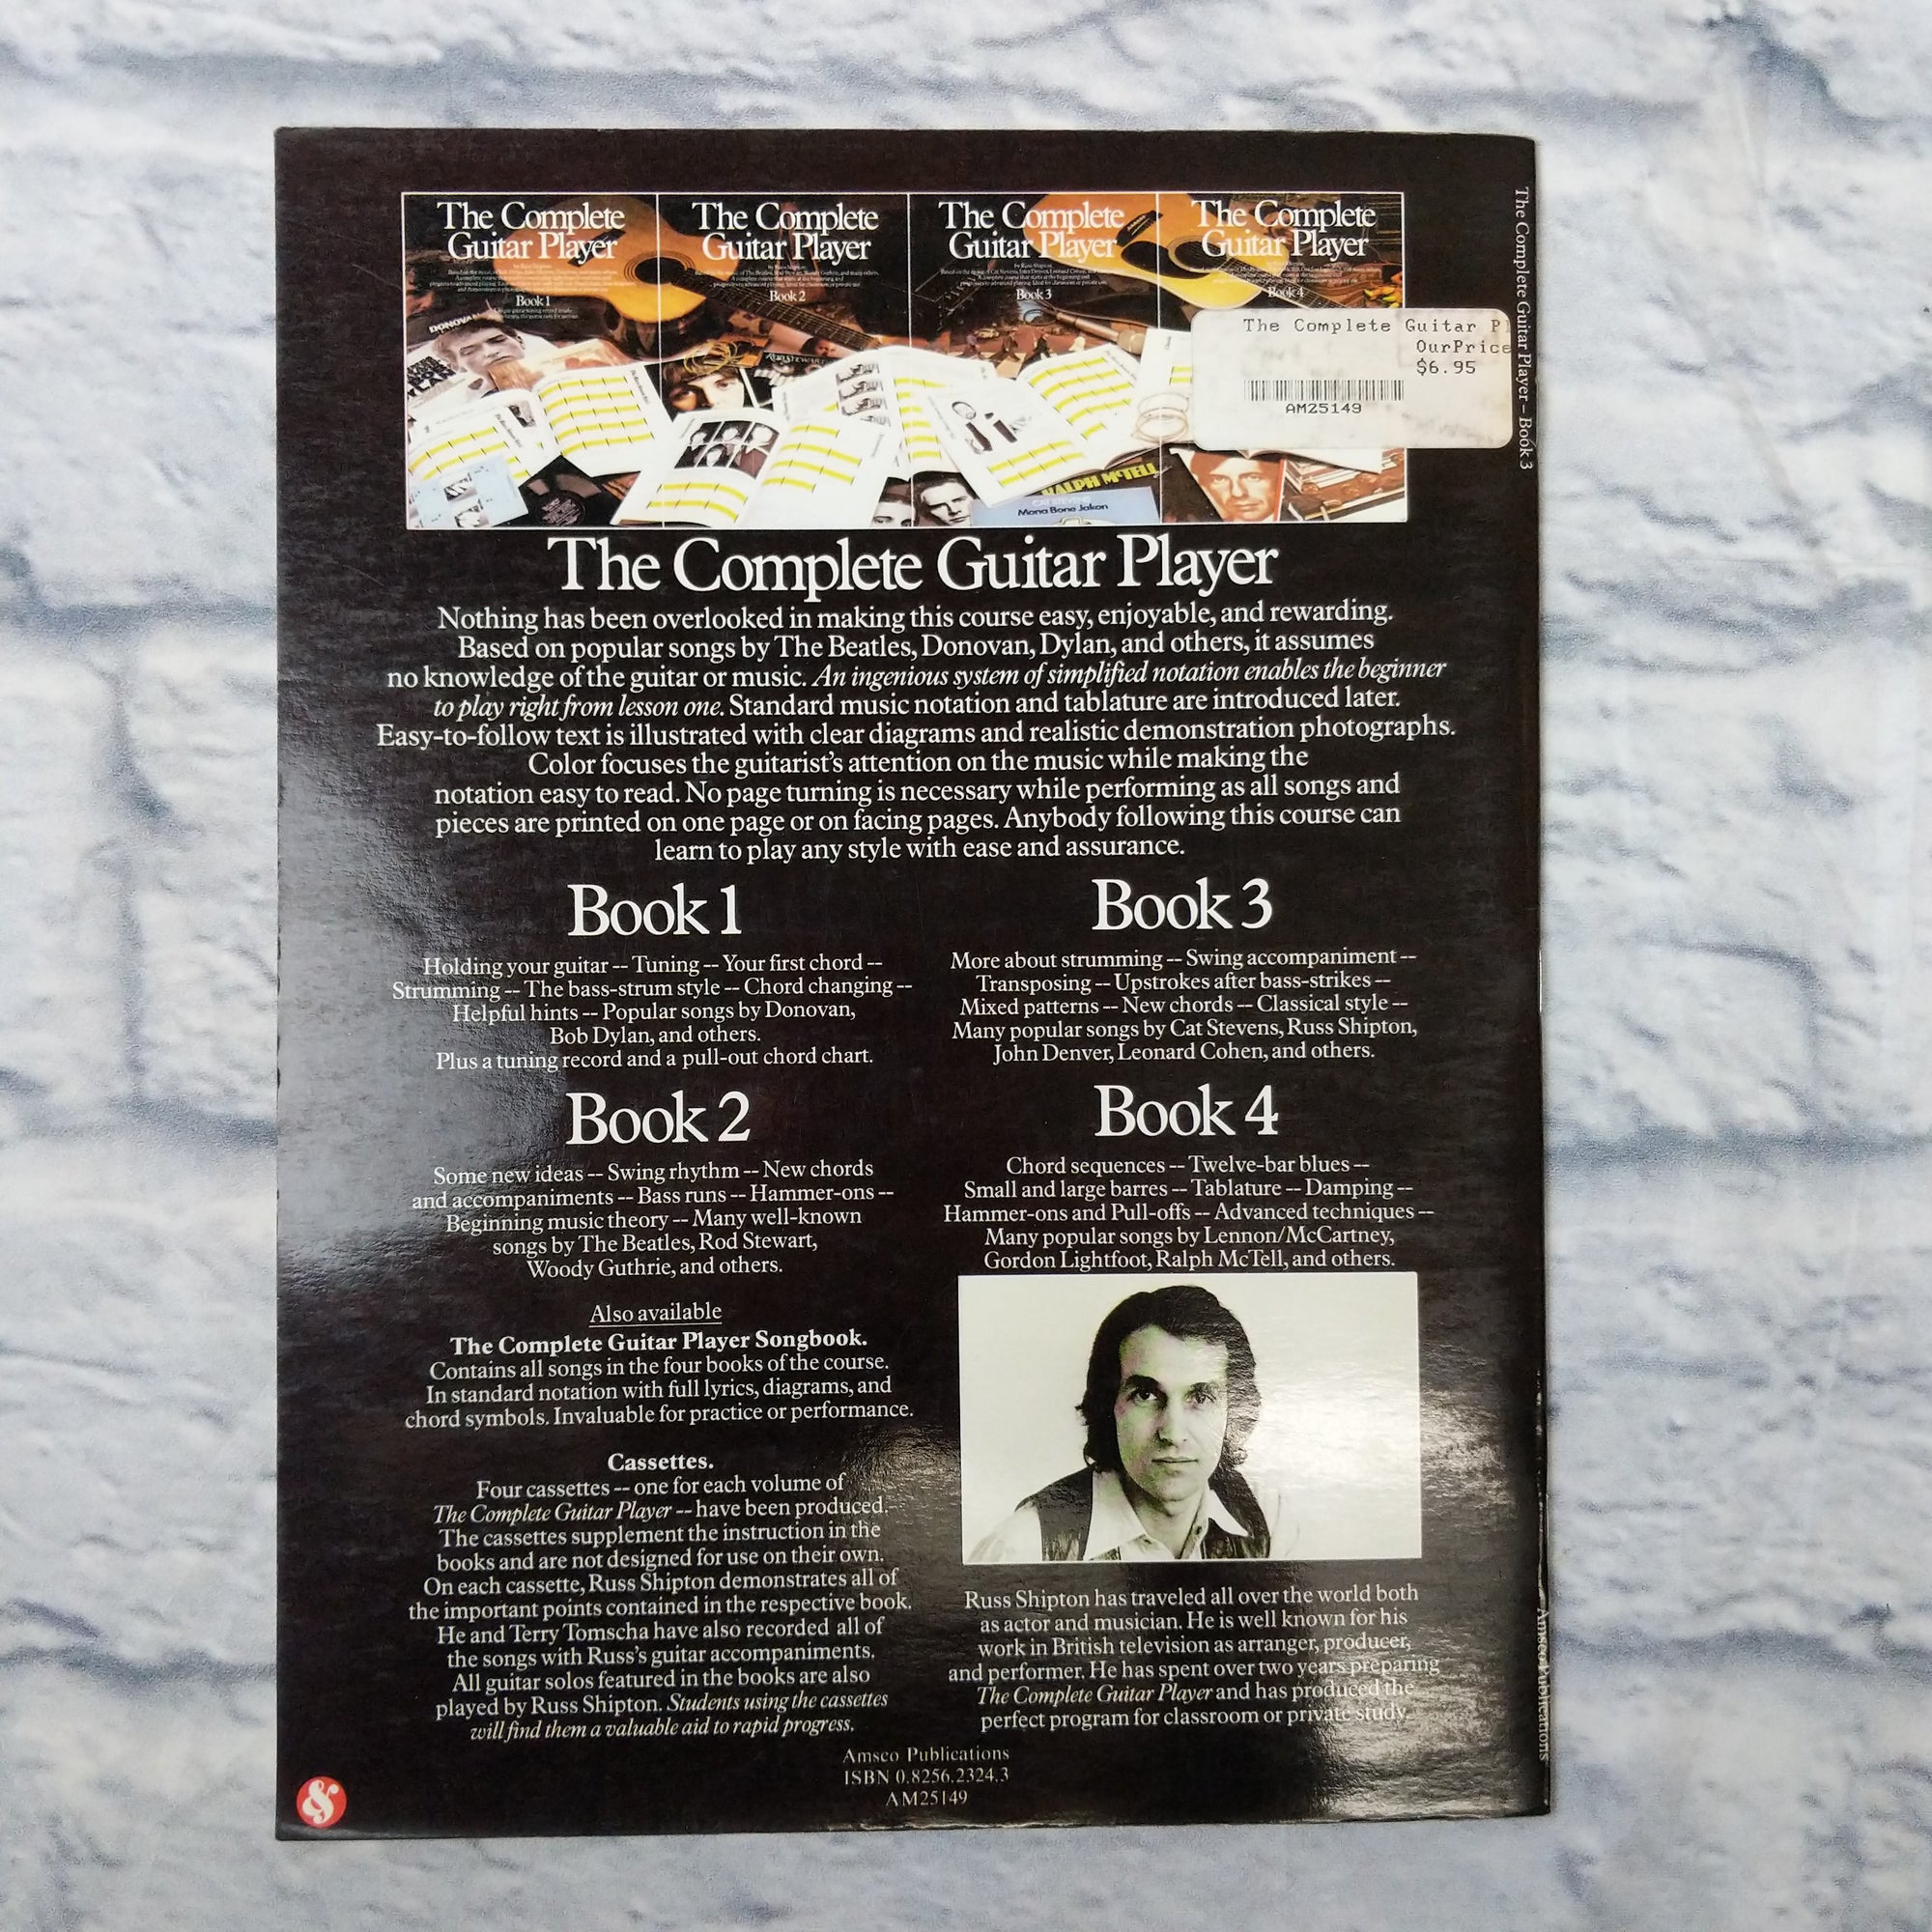 The Complete
Guitar Player
Book 1
The Complete
Guitar Player
Book 2
The Complete
Guitar Player
Book 3
The Complete
Guitar Player
Book 4
DONOVAN
ROD STEWART
RALPH McTELL
CAT STEVENS
Mona Bone Jakon
The Complete Guitar P
OurPrice
$6.95
AM25149
The Complete Guitar Player – Book 3
The Complete Guitar Player
Nothing has been overlooked in making this course easy, enjoyable, and rewarding.
Based on popular songs by The Beatles, Donovan, Dylan, and others, it assumes
no knowledge of the guitar or music. An ingenious system of simplified notation enables the beginner
to play right from lesson one. Standard music notation and tablature are introduced later.
Easy-to-follow text is illustrated with clear diagrams and realistic demonstration photographs.
Color focuses the guitarist's attention on the music while making the
notation easy to read. No page turning is necessary while performing as all songs and
pieces are printed on one page or on facing pages. Anybody following this course can
learn to play any style with ease and assurance.
Book 1
Holding your guitar -- Tuning -- Your first chord --
Strumming -- The bass-strum style -- Chord changing --
Helpful hints -- Popular songs by Donovan,
Bob Dylan, and others.
Plus a tuning record and a pull-out chord chart.
Book 2
Some new ideas -- Swing rhythm -- New chords
and accompaniments -- Bass runs -- Hammer-ons --
Beginning music theory -- Many well-known
songs by The Beatles, Rod Stewart,
Woody Guthrie, and others.
Also available
The Complete Guitar Player Songbook.
Contains all songs in the four books of the course.
In standard notation with full lyrics, diagrams, and
chord symbols. Invaluable for practice or performance.
Cassettes.
Four cassettes -- one for each volume of
The Complete Guitar Player -- have been produced.
The cassettes supplement the instruction in the
books and are not designed for use on their own.
On each cassette, Russ Shipton demonstrates all of
the important points contained in the respective book.
He and Terry Tomscha have also recorded all of
the songs with Russ's guitar accompaniments.
All guitar solos featured in the books are also
played by Russ Shipton. Students using the cassettes
will find them a valuable aid to rapid progress.
Book 3
More about strumming -- Swing accompaniment --
Transposing -- Upstrokes after bass-strikes --
Mixed patterns -- New chords -- Classical style --
Many popular songs by Cat Stevens, Russ Shipton,
John Denver, Leonard Cohen, and others.
Book 4
Chord sequences -- Twelve-bar blues --
Small and large barres -- Tablature -- Damping --
Hammer-ons and Pull-offs -- Advanced techniques --
Many popular songs by Lennon/McCartney,
Gordon Lightfoot, Ralph McTell, and others.
Russ Shipton has traveled all over the world both
as actor and musician. He is well known for his
work in British television as arranger, producer,
and performer. He has spent over two years preparing
The Complete Guitar Player and has produced the
perfect program for classroom or private study.
Amsco Publications
Amsco Publications
ISBN 0.8256.2324.3
AM25149
&